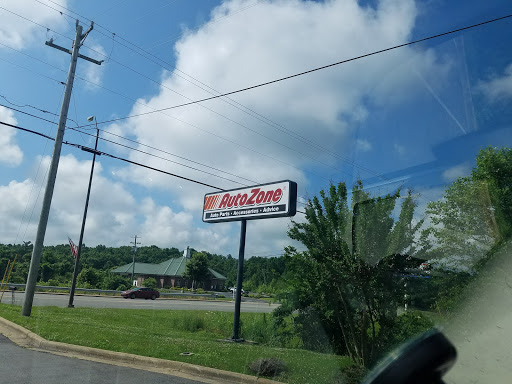 AutoZone
Auto Parts • Accessories • Advice